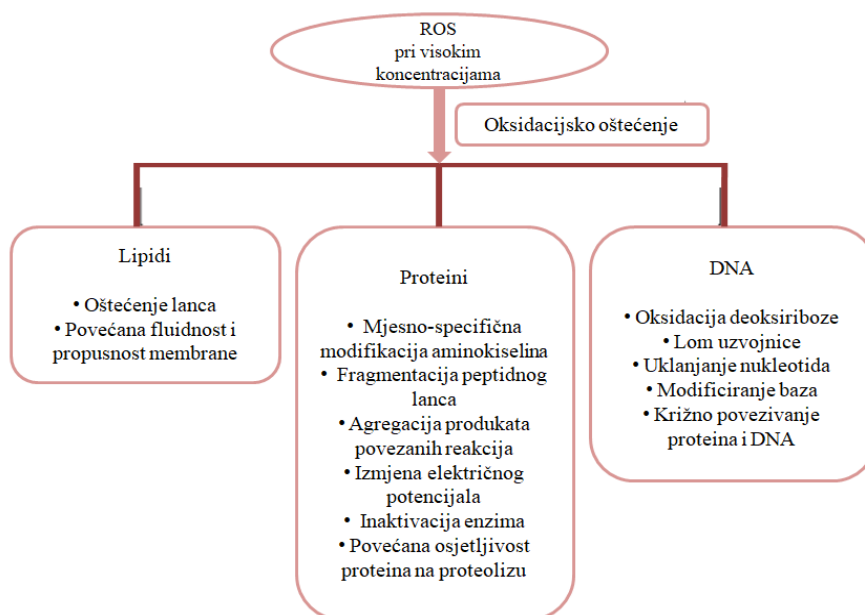 ROS
pri visokim
koncentracijama
Oksidacijsko oštećenje
Lipidi
• Oštećenje lanca
• Povećana fluidnost i
propusnost membrane
Proteini
• Mjesno-specifična
modifikacija aminokiselina
• Fragmentacija peptidnog
lanca
• Agregacija produkata
povezanih reakcija
• Izmjena električnog
potencijala
• Inaktivacija enzima
• Povećana osjetljivost
proteina na proteolizu
DNA
• Oksidacija deoksiriboze
• Lom uzvojnice
• Uklanjanje nukleotida
• Modificiranje baza
• Križno povezivanje
proteina i DNA